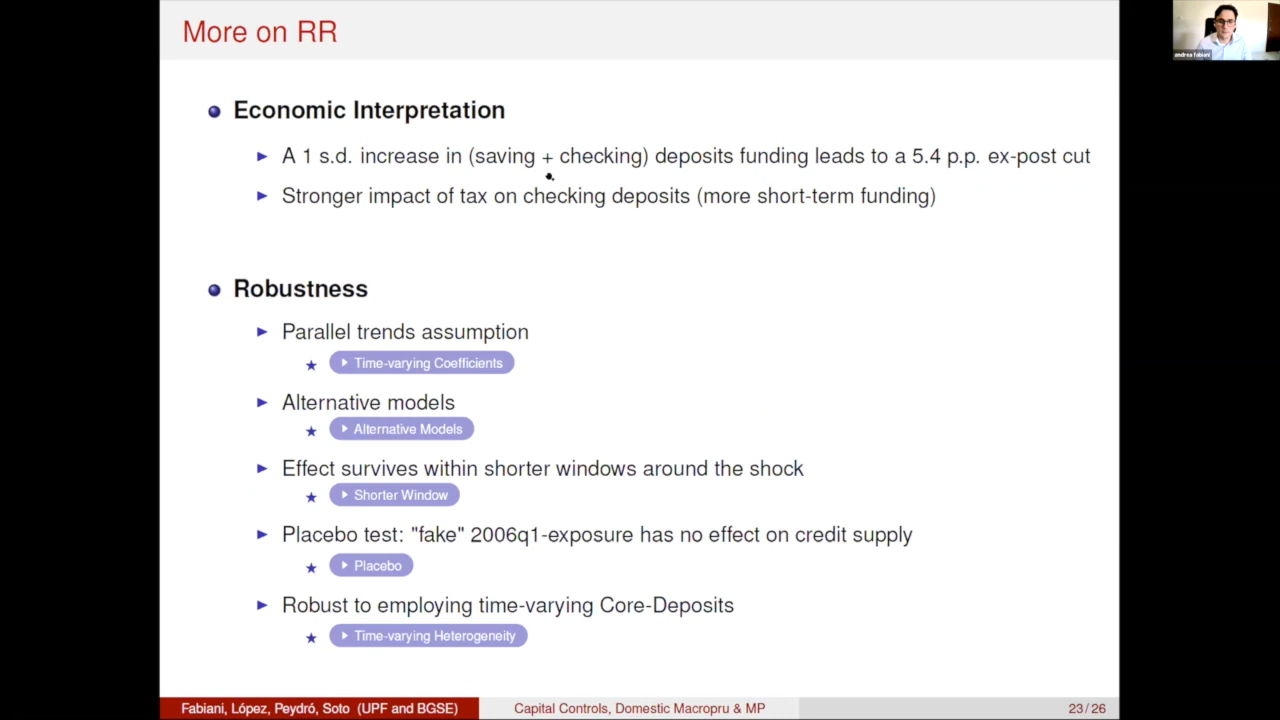 More on RR
andrea fabiani
Economic Interpretation
A 1 s.d. increase in (saving + checking) deposits funding leads to a 5.4 p.p. ex-post cut
Stronger impact of tax on checking deposits (more short-term funding)
Robustness
Parallel trends assumption
Time-varying Coefficients
Alternative models
Alternative Models
Effect survives within shorter windows around the shock
Shorter Window
Placebo test: "fake" 2006q1-exposure has no effect on credit supply
Placebo
Robust to employing time-varying Core-Deposits
Time-varying Heterogeneity
Fabiani, López, Peydró, Soto (UPF and BGSE) Capital Controls, Domestic Macropru & MP 23 / 26